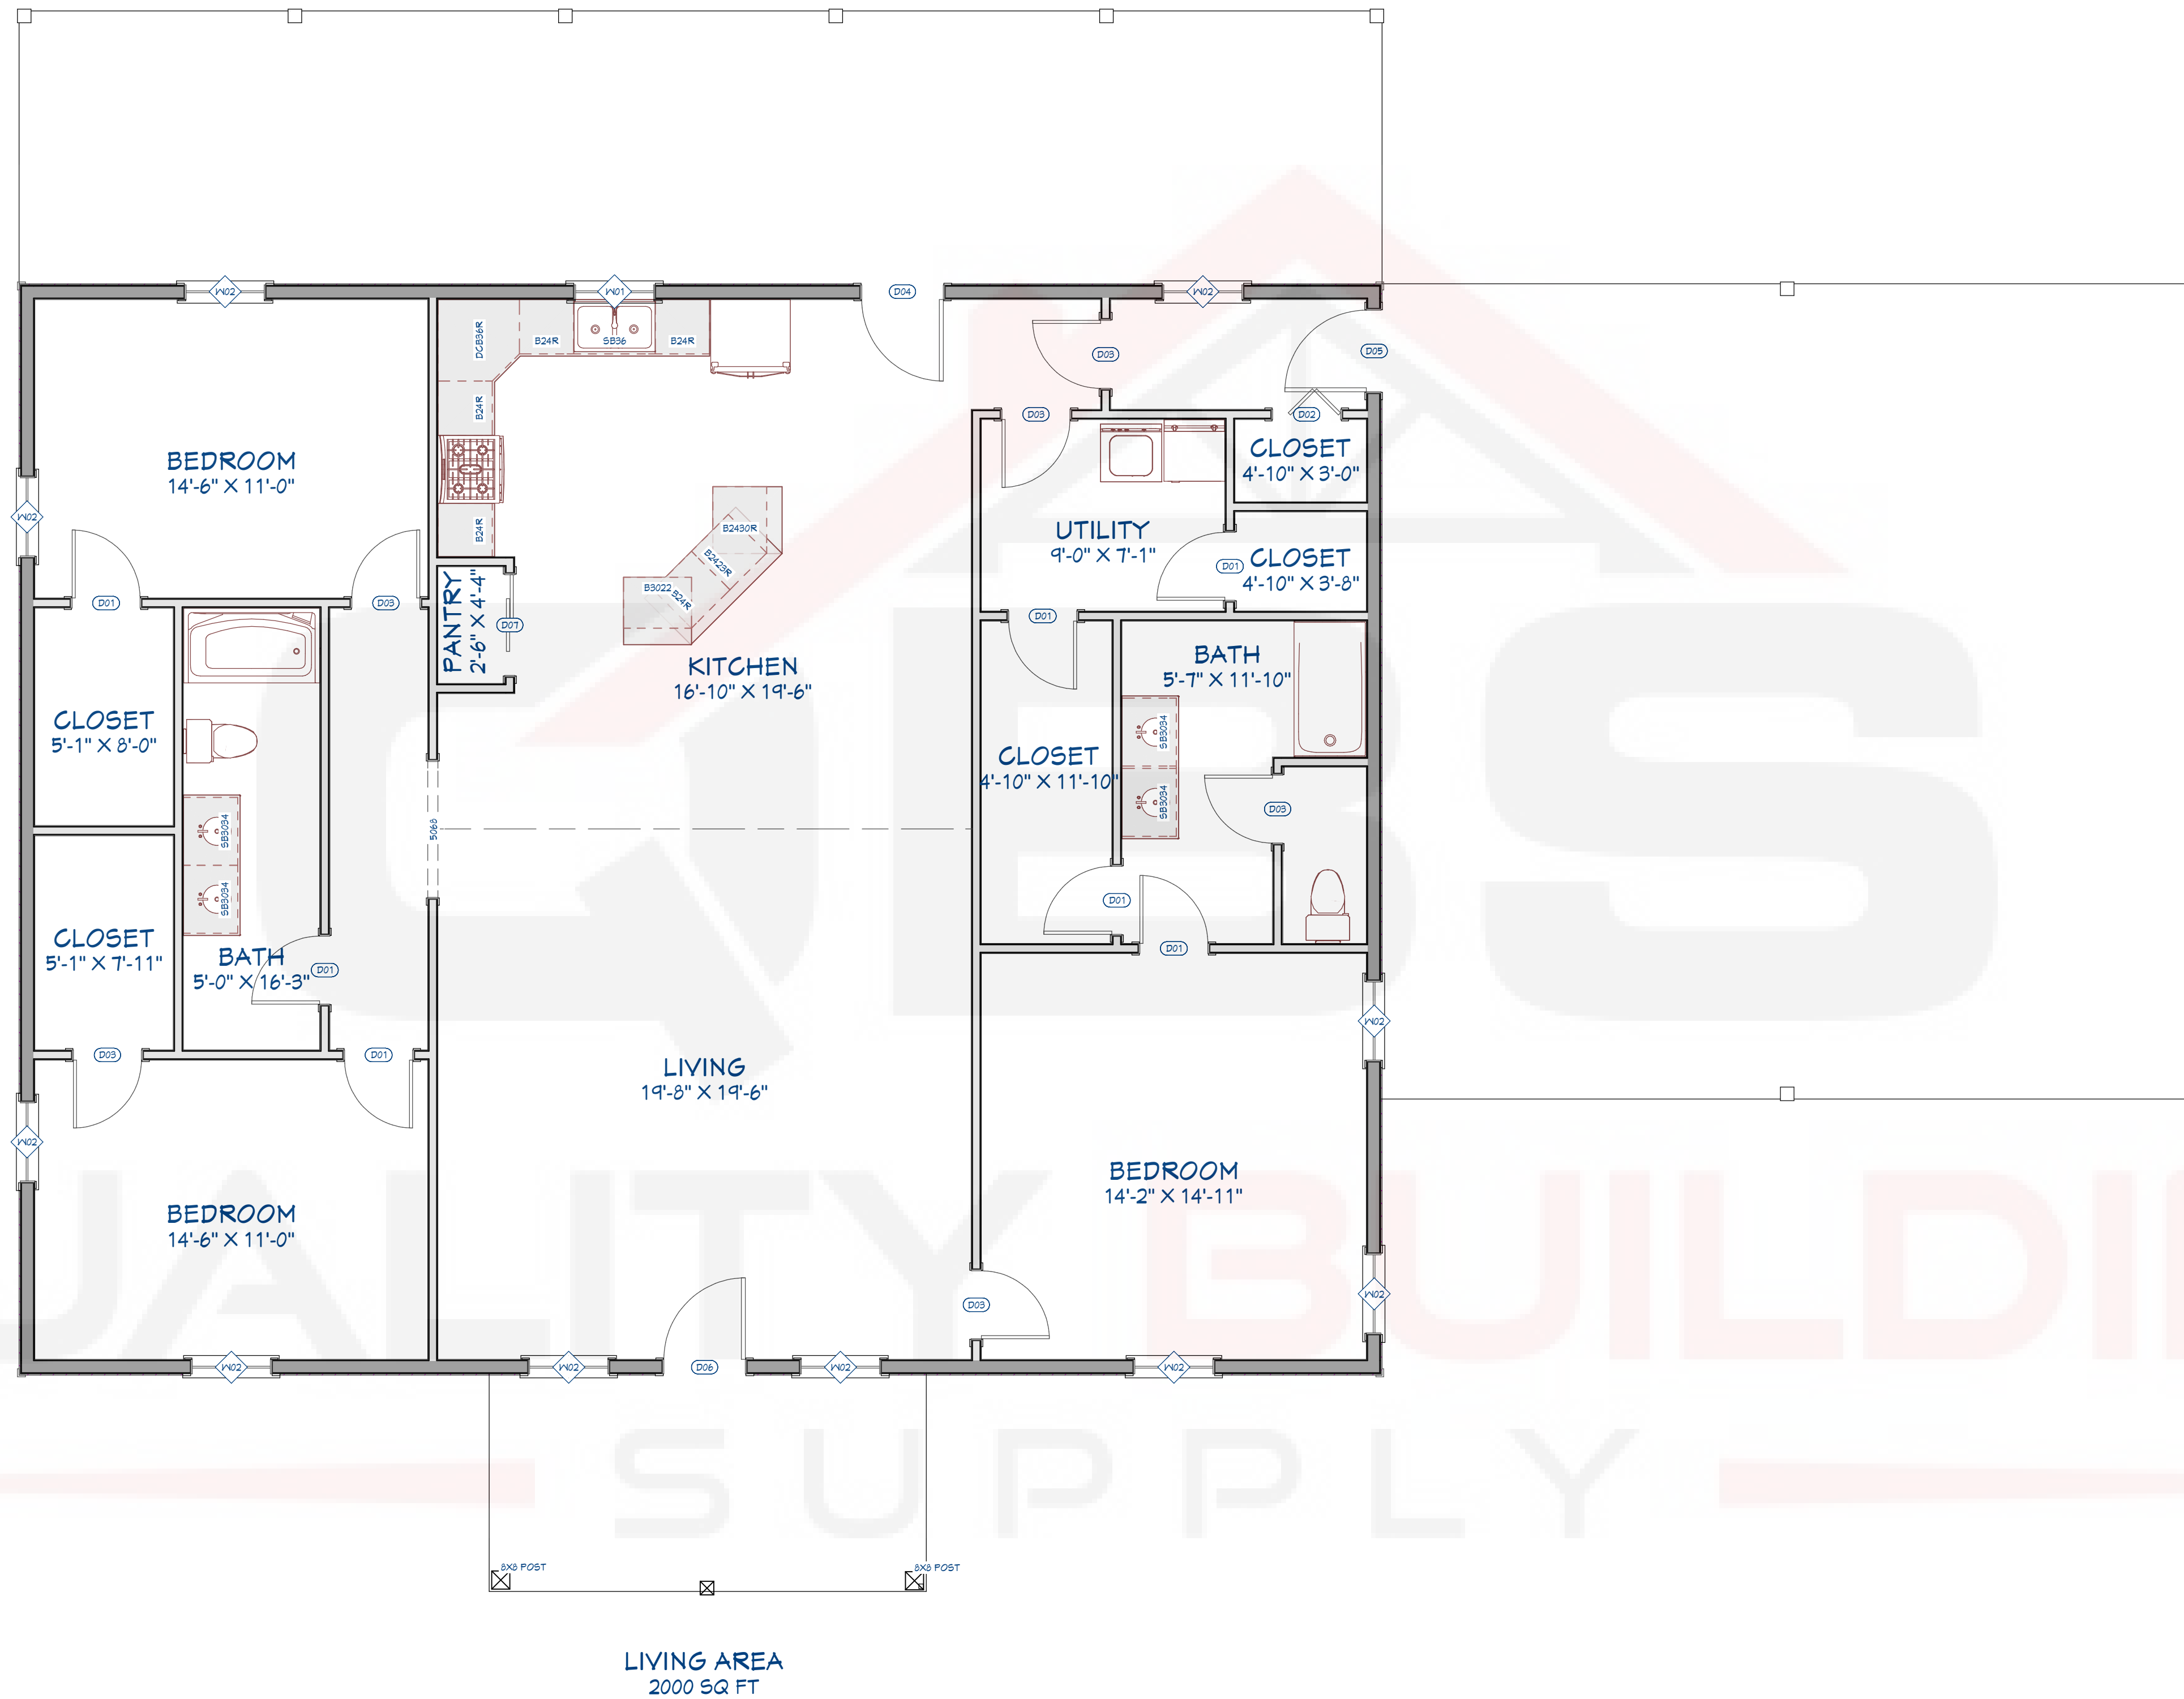 W02
W01
D04
W02
DCB36R
B24R
SB36
B24R
D03
D05
B24R
D03
D02
CLOSET
4'-10" X 3'-0"
BEDROOM
14'-6" X 11'-0"
W02
B24R
B2430R
UTILITY
9'-0" X 7'-1"
B2423R
D01
CLOSET
4'-10" X 3'-8"
B3022
B24R
D01
D03
PANTRY
2'-6" X 4'-4"
D07
D01
KITCHEN
16'-10" X 19'-6"
BATH
5'-7" X 11'-10"
CLOSET
5'-1" X 8'-0"
SB3034
CLOSET
4'-10" X 11'-10"
SB3034
D03
SB3034
5068
SB3034
D01
CLOSET
5'-1" X 7'-11"
BATH
5'-0" X 16'-3"
D01
D01
W02
D03
D01
LIVING
19'-8" X 19'-6"
W02
BEDROOM
14'-2" X 14'-11"
BEDROOM
14'-6" X 11'-0"
W02
D03
W02
W02
D06
W02
W02
8X8 POST
8X8 POST
LIVING AREA
2000 SQ FT
QBS
UALITY BUILDI
SUPPLY